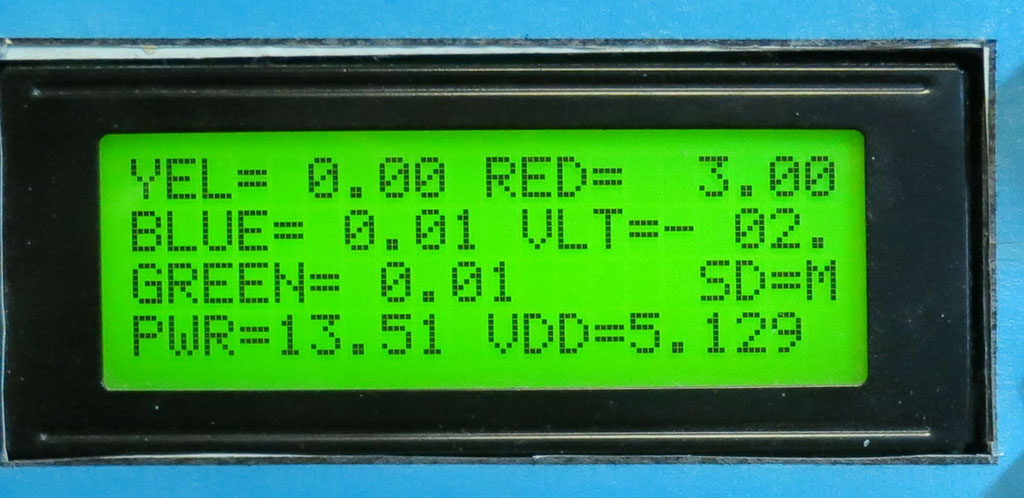 YEL= 0.00 RED=   3.00
BLUE= 0.01 VLT=- 02.
GREEN= 0.01      SD=M
PWR=13.51 VDD=5.129